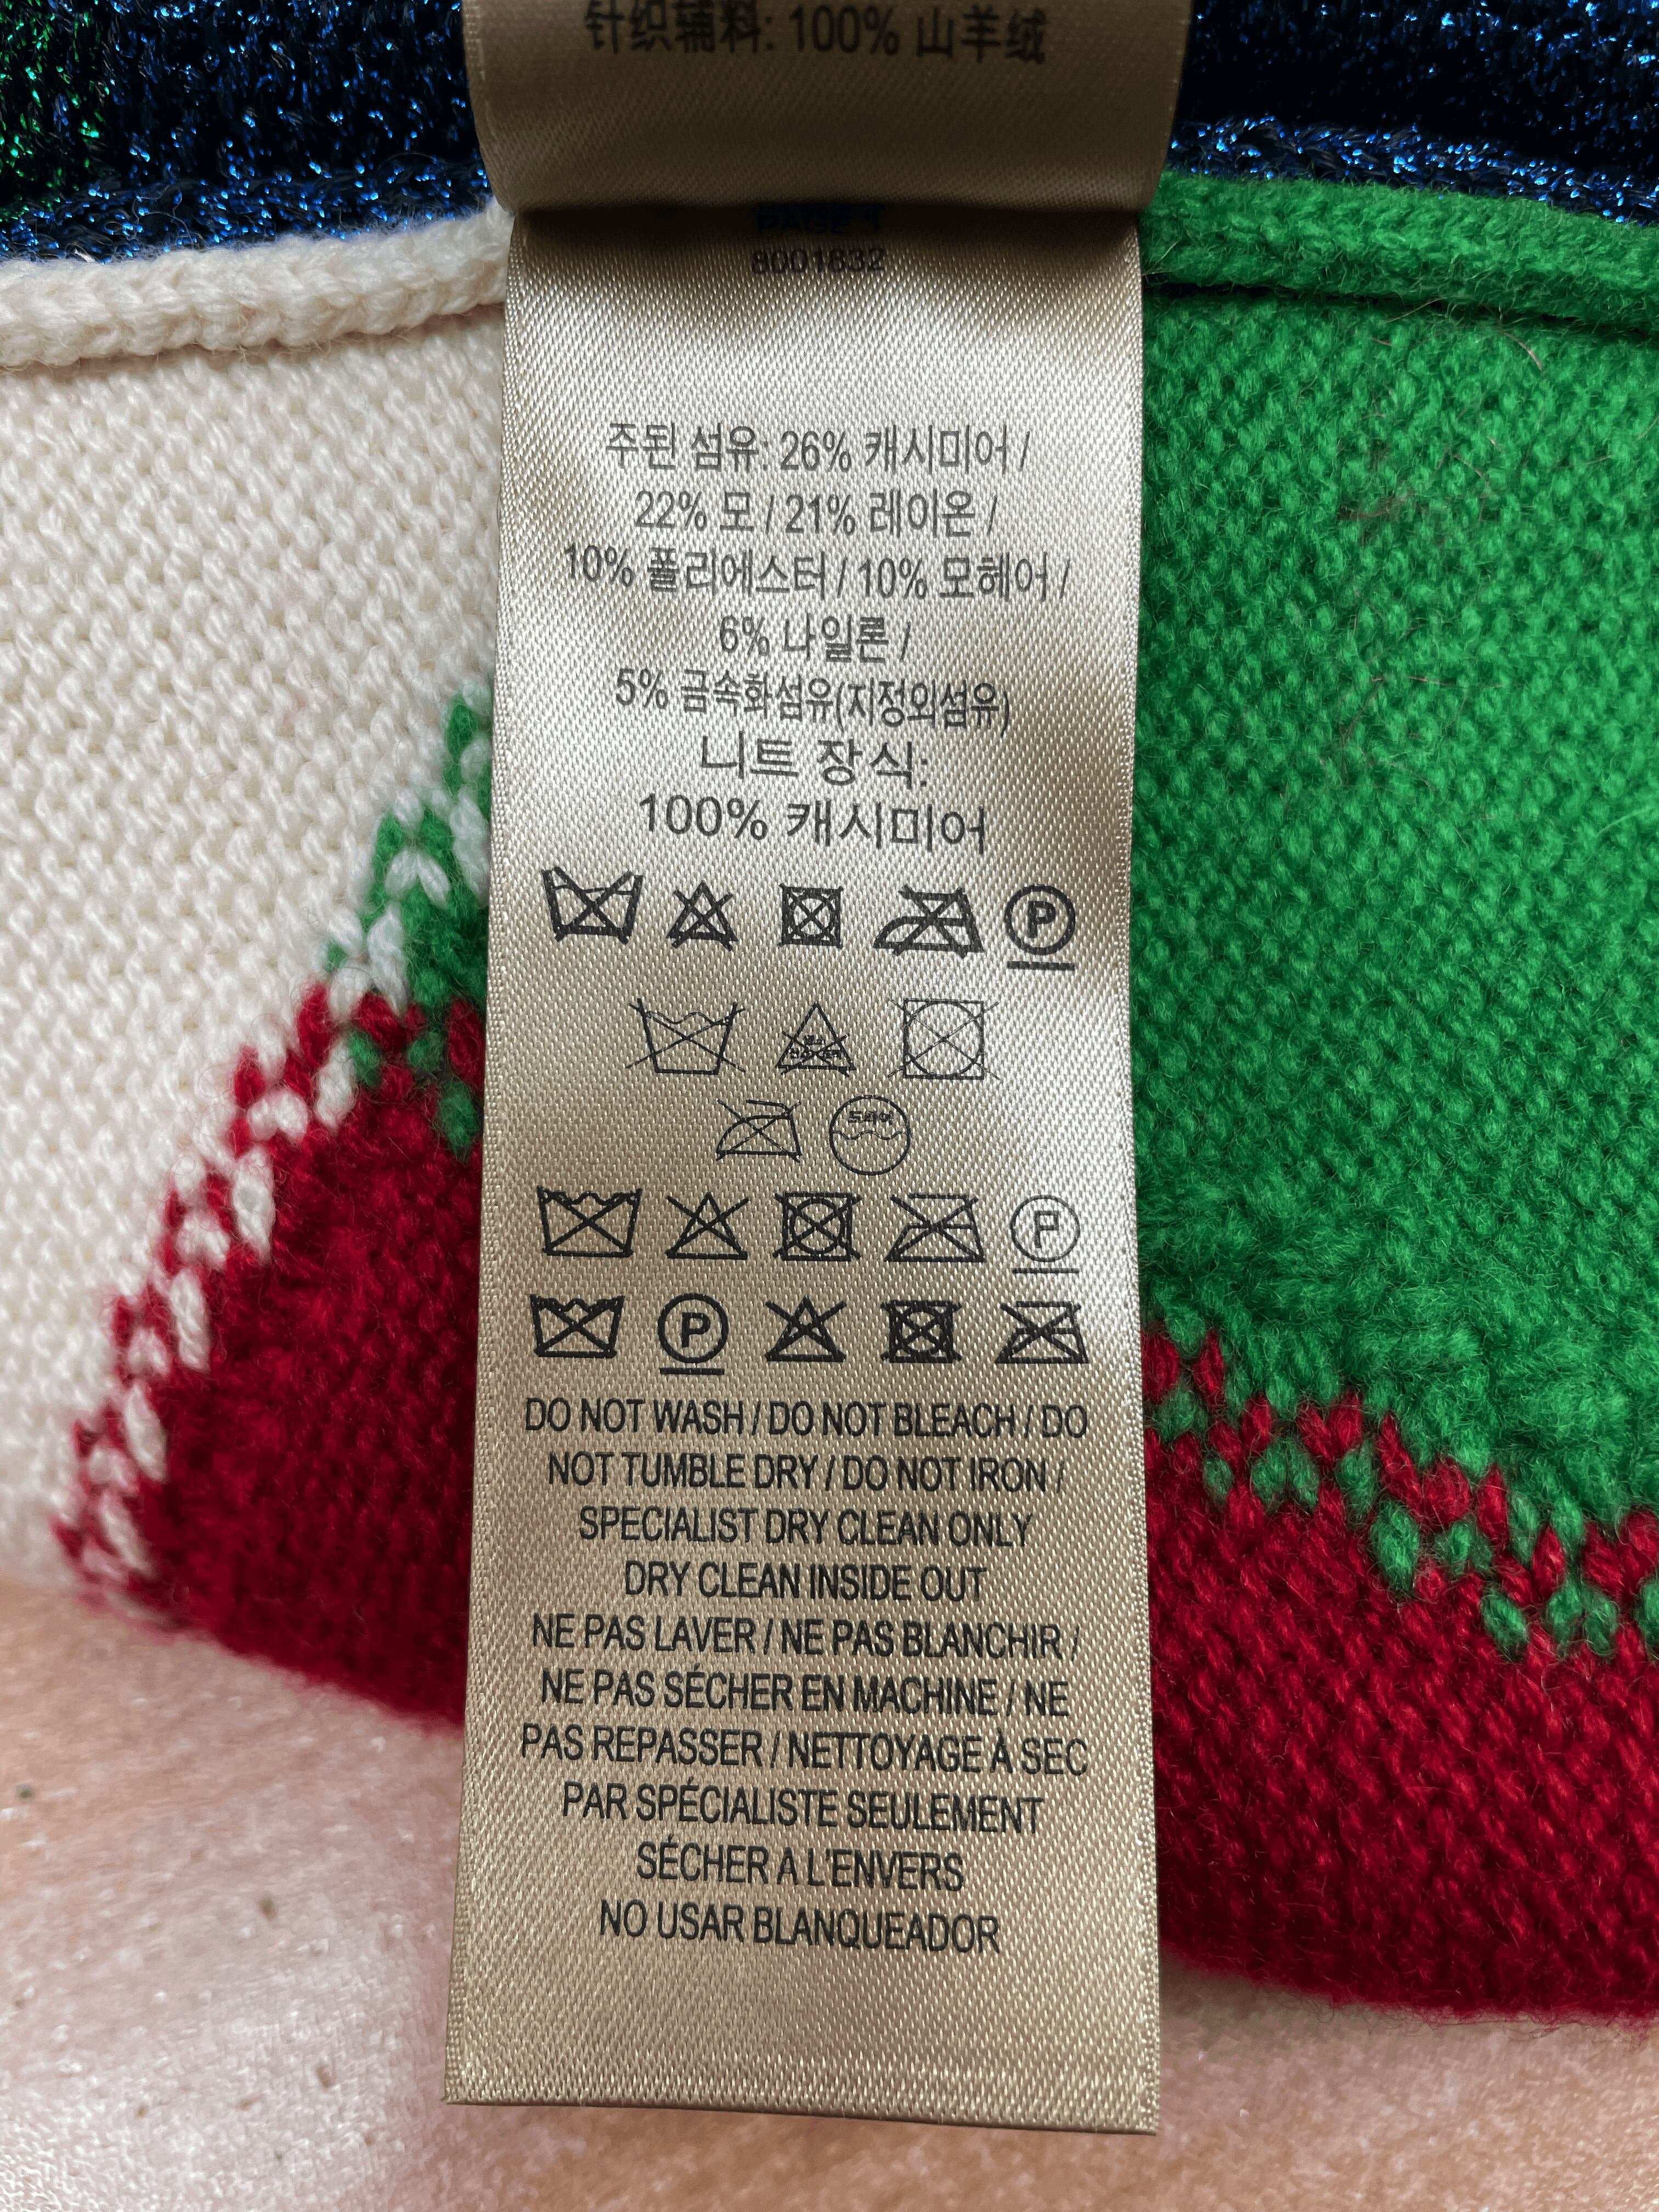 针织辅料: 100% 山羊绒
8001832
주된 섬유: 26% 캐시미어 /
22% 모 / 21% 레이온 /
10% 폴리에스터 / 10% 모헤어 /
6% 나일론 /
5% 금속화섬유(지정외섬유)
니트 장식:
100% 캐시미어
P
드라이
P
P
DO NOT WASH / DO NOT BLEACH / DO
NOT TUMBLE DRY / DO NOT IRON /
SPECIALIST DRY CLEAN ONLY
DRY CLEAN INSIDE OUT
NE PAS LAVER / NE PAS BLANCHIR /
NE PAS SÉCHER EN MACHINE / NE
PAS REPASSER / NETTOYAGE À SEC
PAR SPÉCIALISTE SEULEMENT
SÉCHER A L'ENVERS
NO USAR BLANQUEADOR